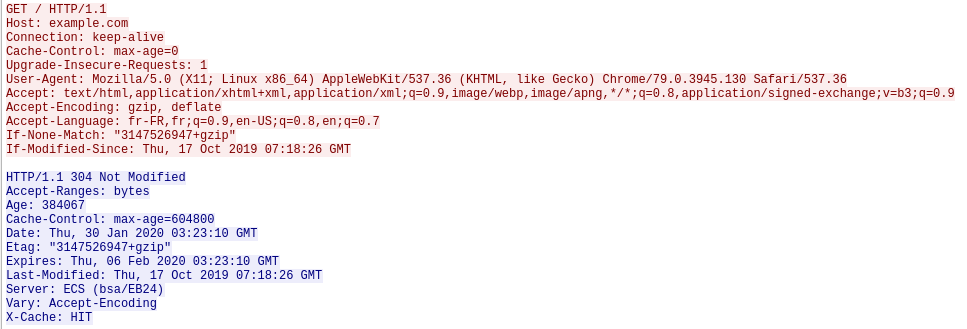 GET / HTTP/1.1
Host: example.com
Connection: keep-alive
Cache-Control: max-age=0
Upgrade-Insecure-Requests: 1
User-Agent: Mozilla/5.0 (X11; Linux x86_64) AppleWebKit/537.36 (KHTML, like Gecko) Chrome/79.0.3945.130 Safari/537.36
Accept: text/html,application/xhtml+xml,application/xml;q=0.9,image/webp,image/apng,*/*;q=0.8,application/signed-exchange;v=b3;q=0.9
Accept-Encoding: gzip, deflate
Accept-Language: fr-FR,fr;q=0.9,en-US;q=0.8,en;q=0.7
If-None-Match: "3147526947+gzip"
If-Modified-Since: Thu, 17 Oct 2019 07:18:26 GMT

HTTP/1.1 304 Not Modified
Accept-Ranges: bytes
Age: 384067
Cache-Control: max-age=604800
Date: Thu, 30 Jan 2020 03:23:10 GMT
Etag: "3147526947+gzip"
Expires: Thu, 06 Feb 2020 03:23:10 GMT
Last-Modified: Thu, 17 Oct 2019 07:18:26 GMT
Server: ECS (bsa/EB24)
Vary: Accept-Encoding
X-Cache: HIT